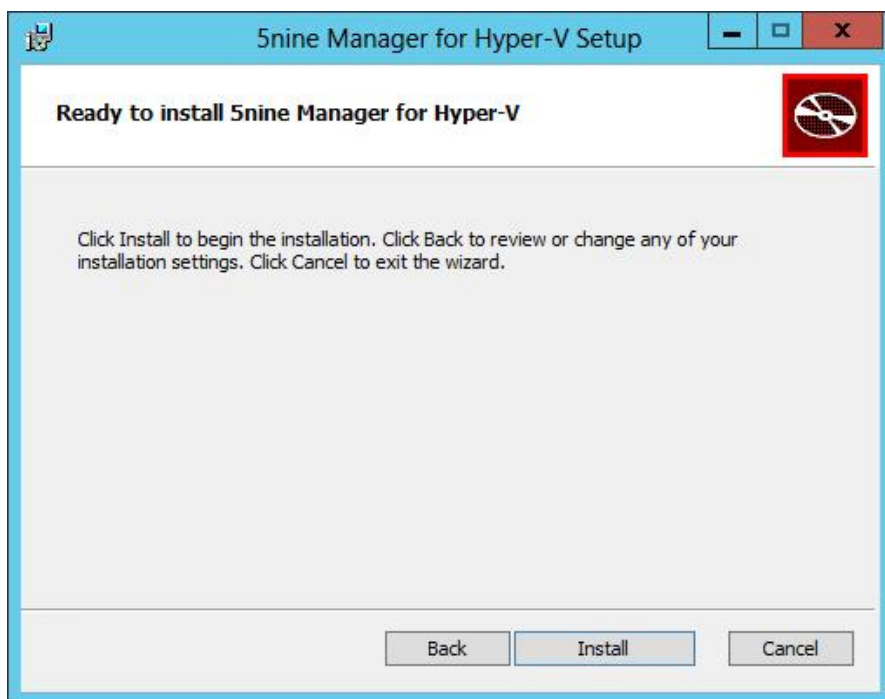 5nine Manager for Hyper-V Setup
Ready to install 5nine Manager for Hyper-V
Click Install to begin the installation. Click Back to review or change any of your
installation settings. Click Cancel to exit the wizard.
Back Install Cancel